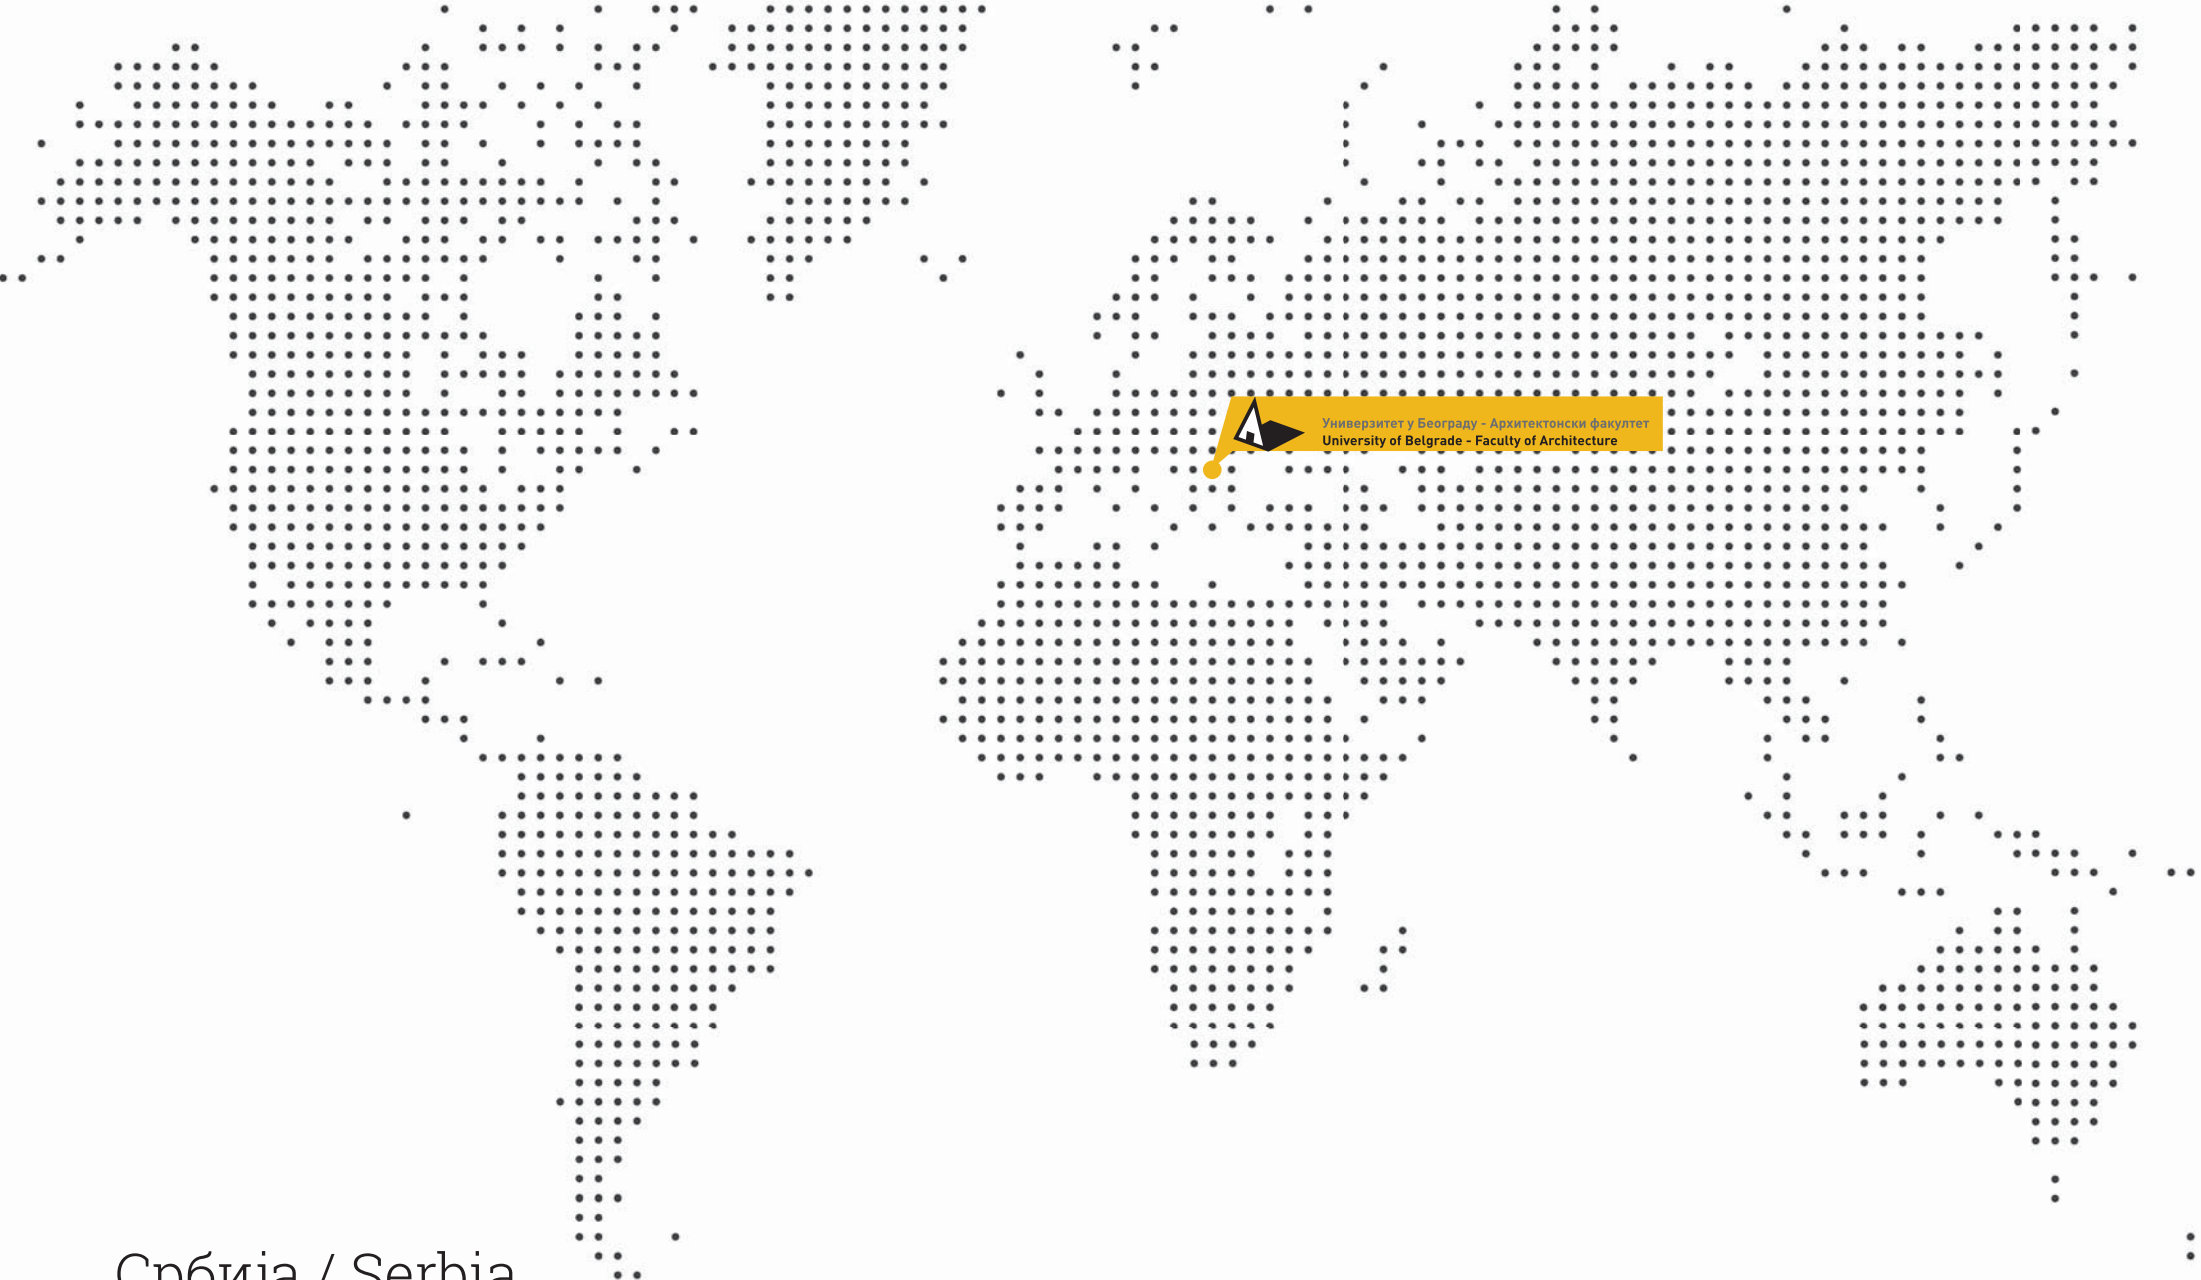 Универзитет у Београду - Архитектонски факултет
University of Belgrade - Faculty of Architecture
Србија / Serbia